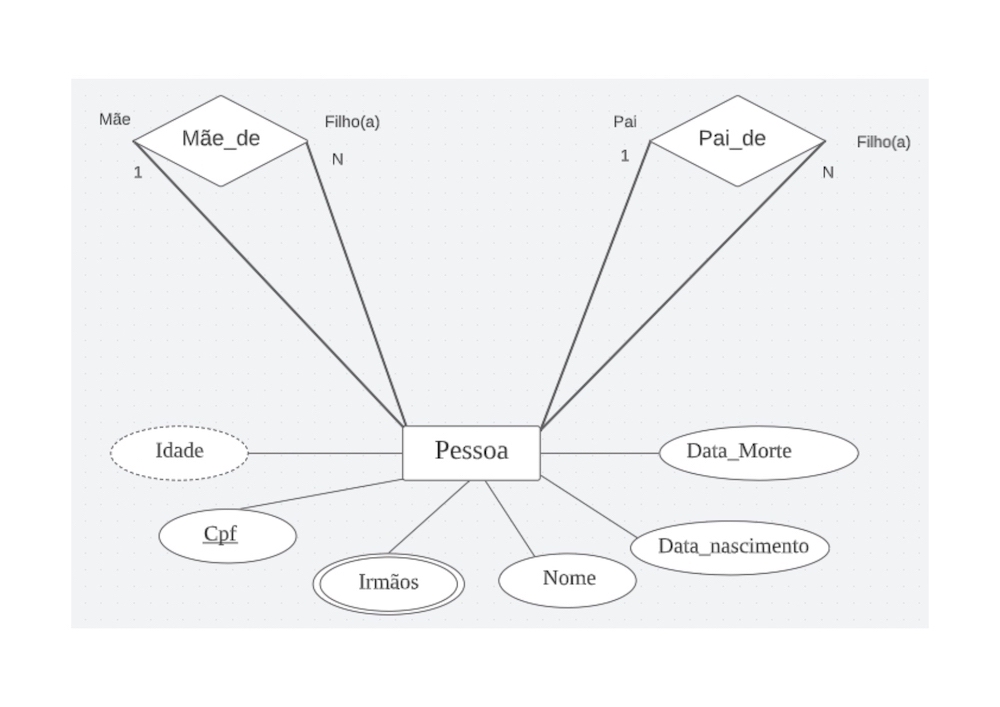 Mãe
Mãe_de
Filho(a)
1
N
Pai
Pai_de
Filho(a)
1
N
Pessoa
Idade
Data_Morte
Cpf
Data_nascimento
Irmãos
Nome